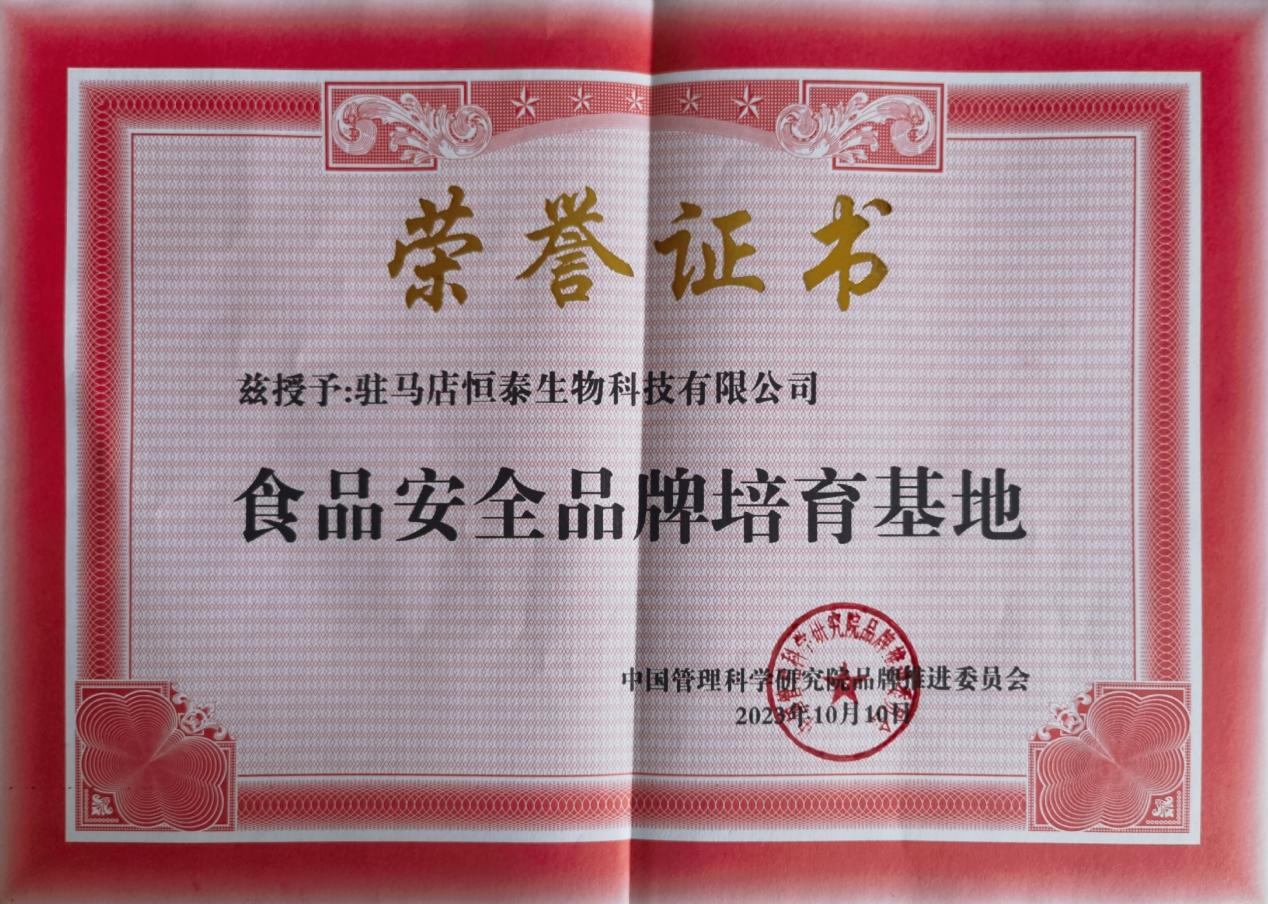 荣誉证书
兹授予:驻马店恒泰生物科技有限公司
食品安全品牌培育基地
中国管理科学研究院品牌推进委员会
2023年10月10日